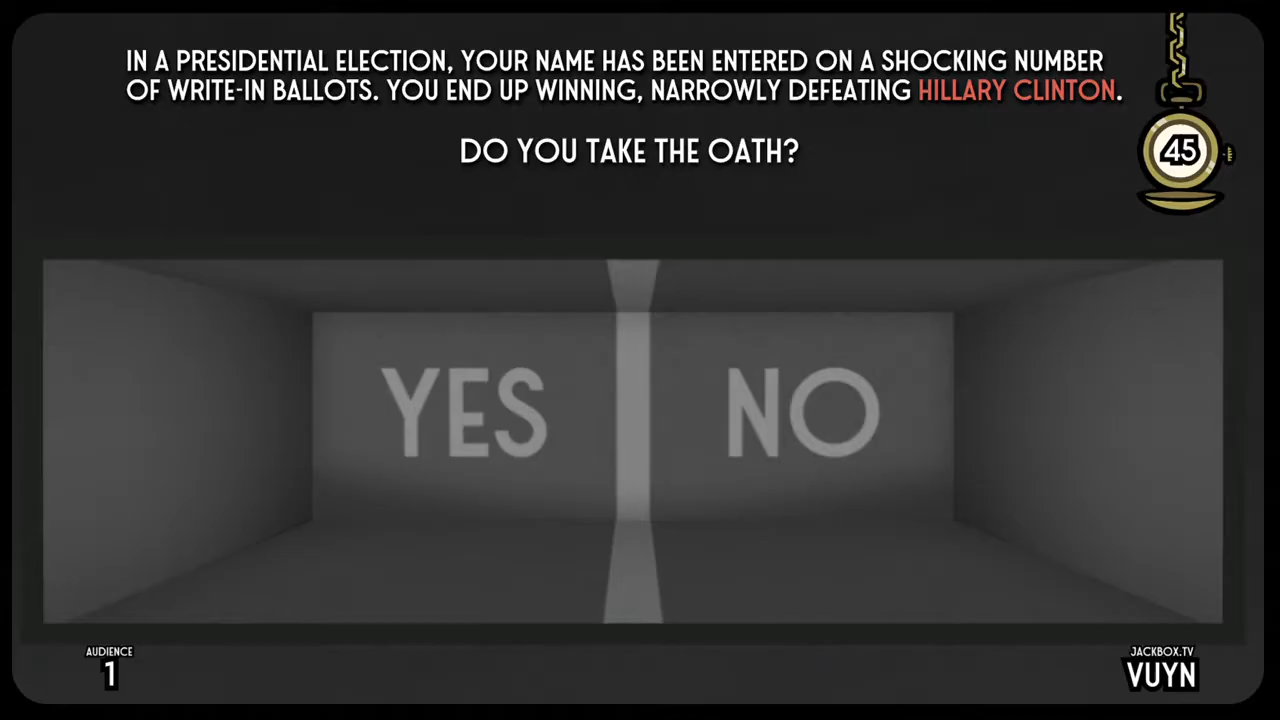 IN A PRESIDENTIAL ELECTION, YOUR NAME HAS BEEN ENTERED ON A SHOCKING NUMBER
OF WRITE-IN BALLOTS. YOU END UP WINNING, NARROWLY DEFEATING HILLARY CLINTON.
DO YOU TAKE THE OATH?
45
YES NO
AUDIENCE
1
JACKBOX.TV
VUYN